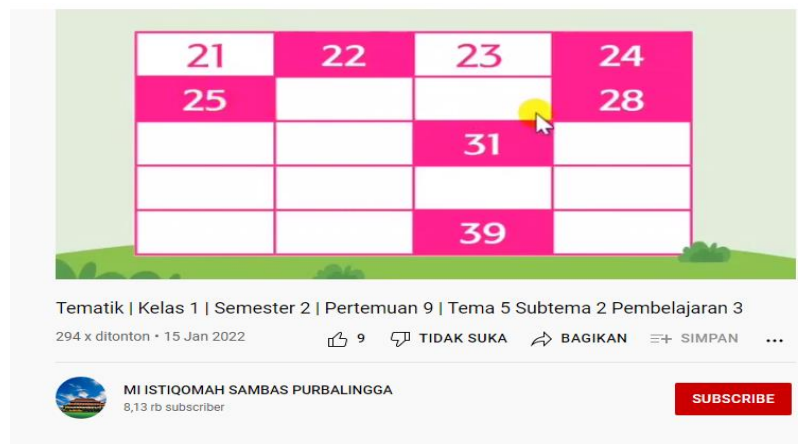 21 22 23 24
25 28
31
39
Tematik | Kelas 1 | Semester 2 | Pertemuan 9 | Tema 5 Subtema 2 Pembelajaran 3
294 x ditonton • 15 Jan 2022 9 TIDAK SUKA BAGIKAN SIMPAN ...
MI ISTIQOMAH SAMBAS PURBALINGGA
8,13 rb subscriber
SUBSCRIBE